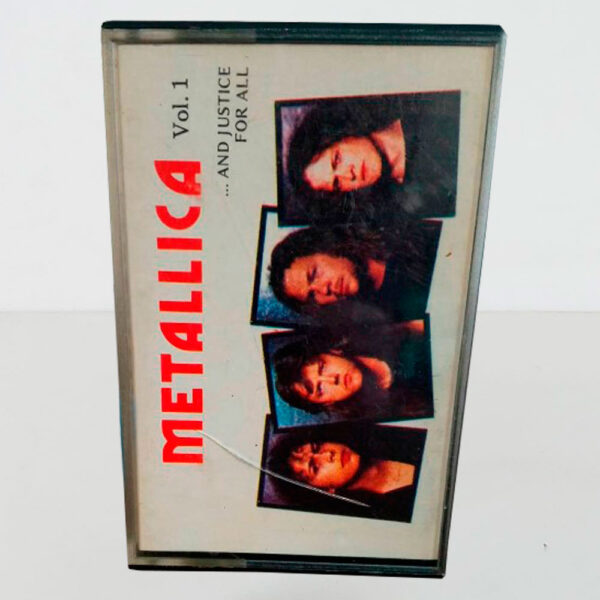 METALLICA
Vol. 1
... AND JUSTICE
FOR ALL